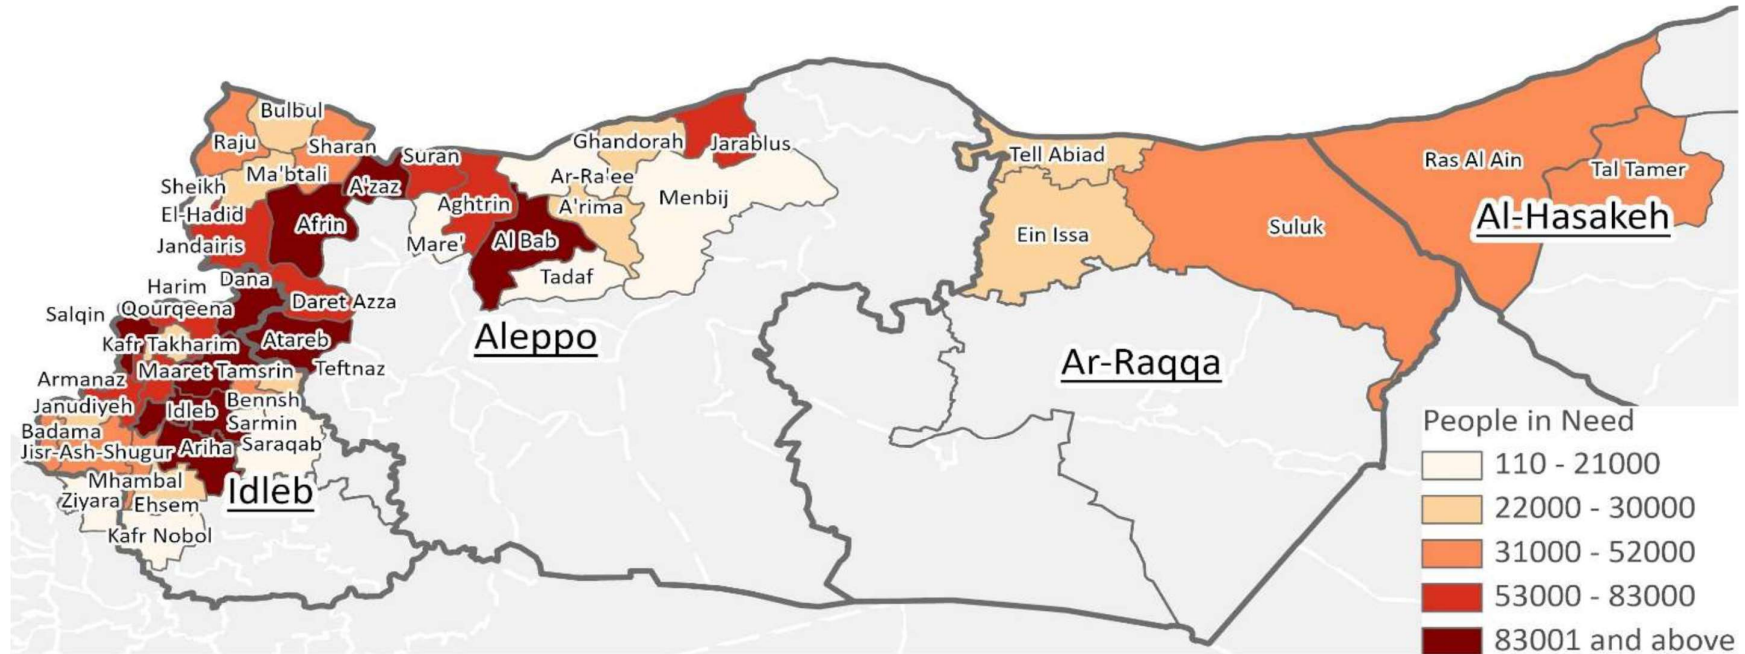 Bulbul
Raju
Sharan
Ma'btali
Sheikh
El-Hadid
Jandairis
Afrin
A'zaz
Suran
Aghtrin
Mare'
Al Bab
Tadaf
Ghandorah
Ar-Ra'ee
A'rima
Jarablus
Menbij
Tell Abiad
Ein Issa
Suluk
Ras Al Ain
Tal Tamer
Al-Hasakeh
Dana
Harim
Qourqeena
Daret Azza
Salqin
Kafr Takharim
Atareb
Aleppo
Ar-Raqqa
Maaret Tamsrin
Teftnaz
Armanaz
Janudiyeh
Idleb
Bennsh
Badama
Sarmin
Jisr-Ash-Shugur
Ariha
Saraqab
Mhambal
Ziyara
Ehsem
Idleb
Kafr Nobol
People in Need
110 - 21000
22000 - 30000
31000 - 52000
53000 - 83000
83001 and above